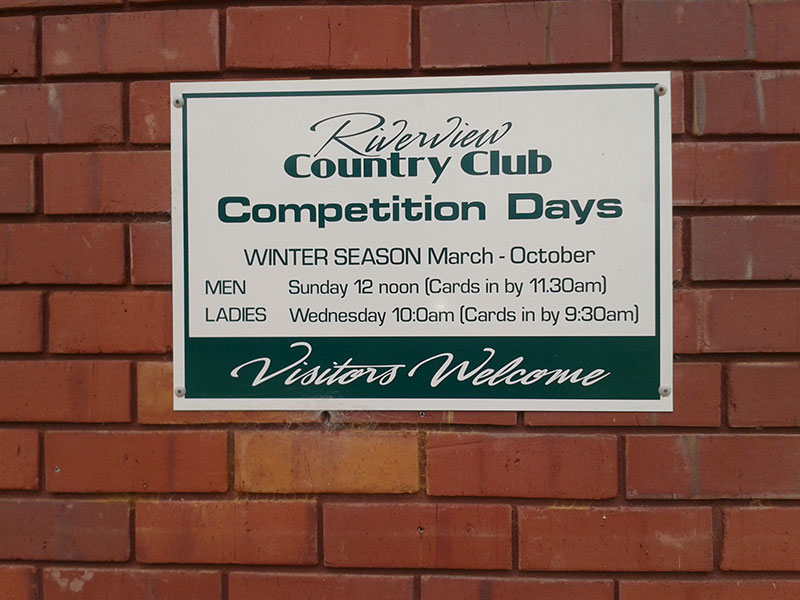 Riverview
Country Club
Competition Days
WINTER SEASON March - October
MEN Sunday 12 noon (Cards in by 11.30am)
LADIES Wednesday 10:0am (Cards in by 9:30am)
Visitors Welcome